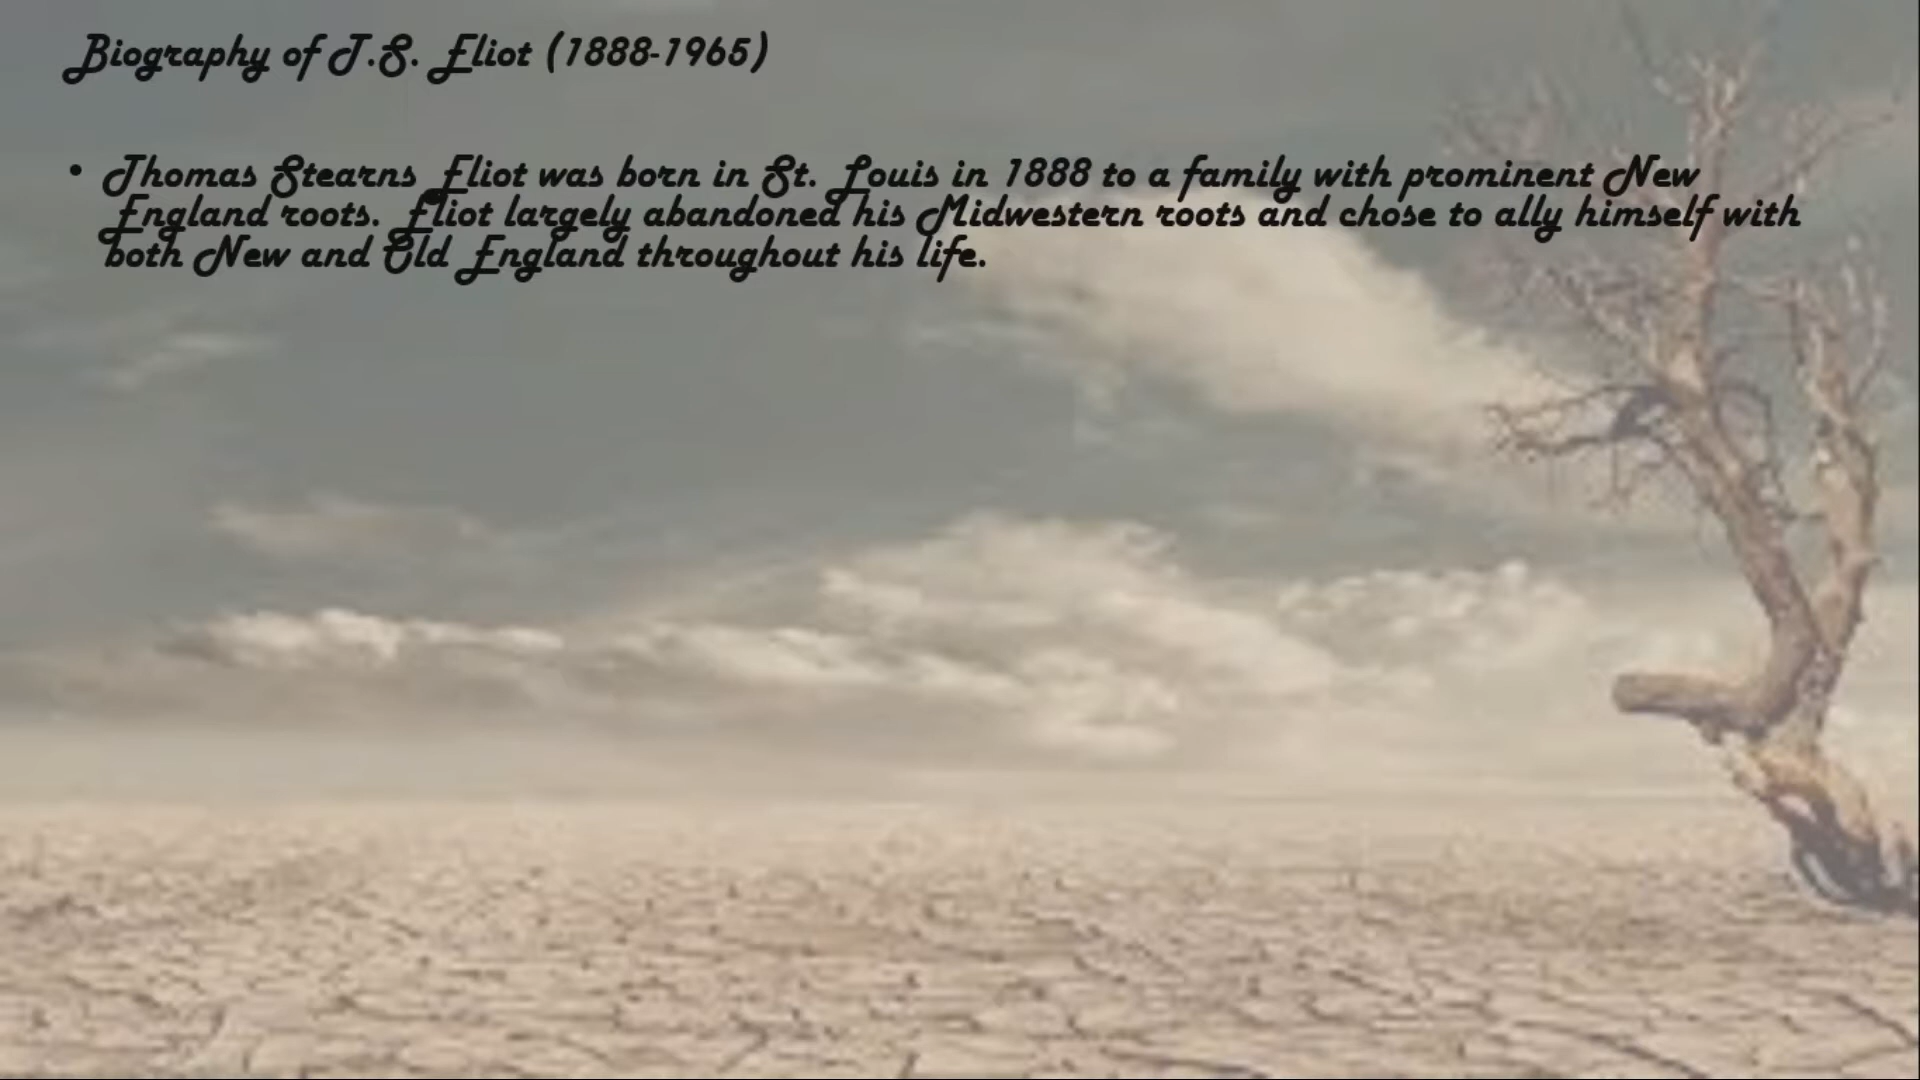 Biography of T.S. Eliot (1888-1965)
• Thomas Stearns Eliot was born in St. Louis in 1888 to a family with prominent New
England roots. Eliot largely abandoned his Midwestern roots and chose to ally himself with
both New and Old England throughout his life.